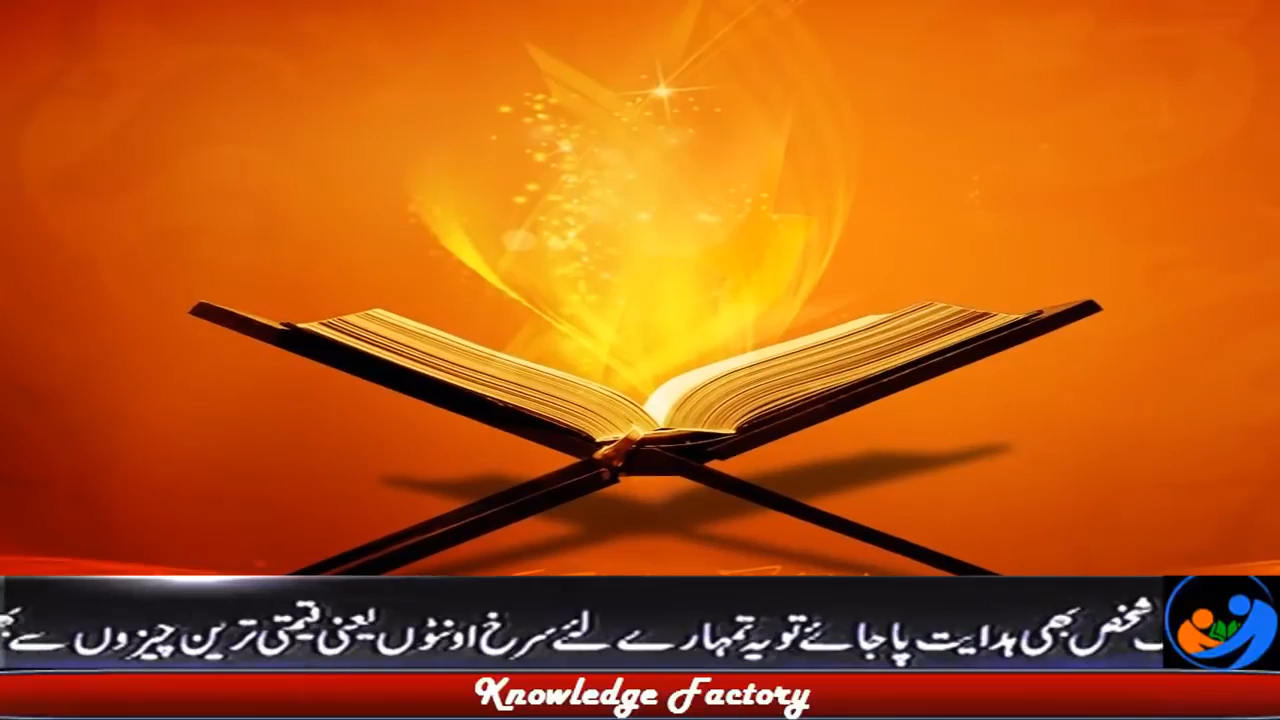 شخص بھی ہدایت پا جائے تو یہ تمہارے لئے سرخ اونٹوں یعنی قیمتی ترین چیزوں سے
Knowledge Factory